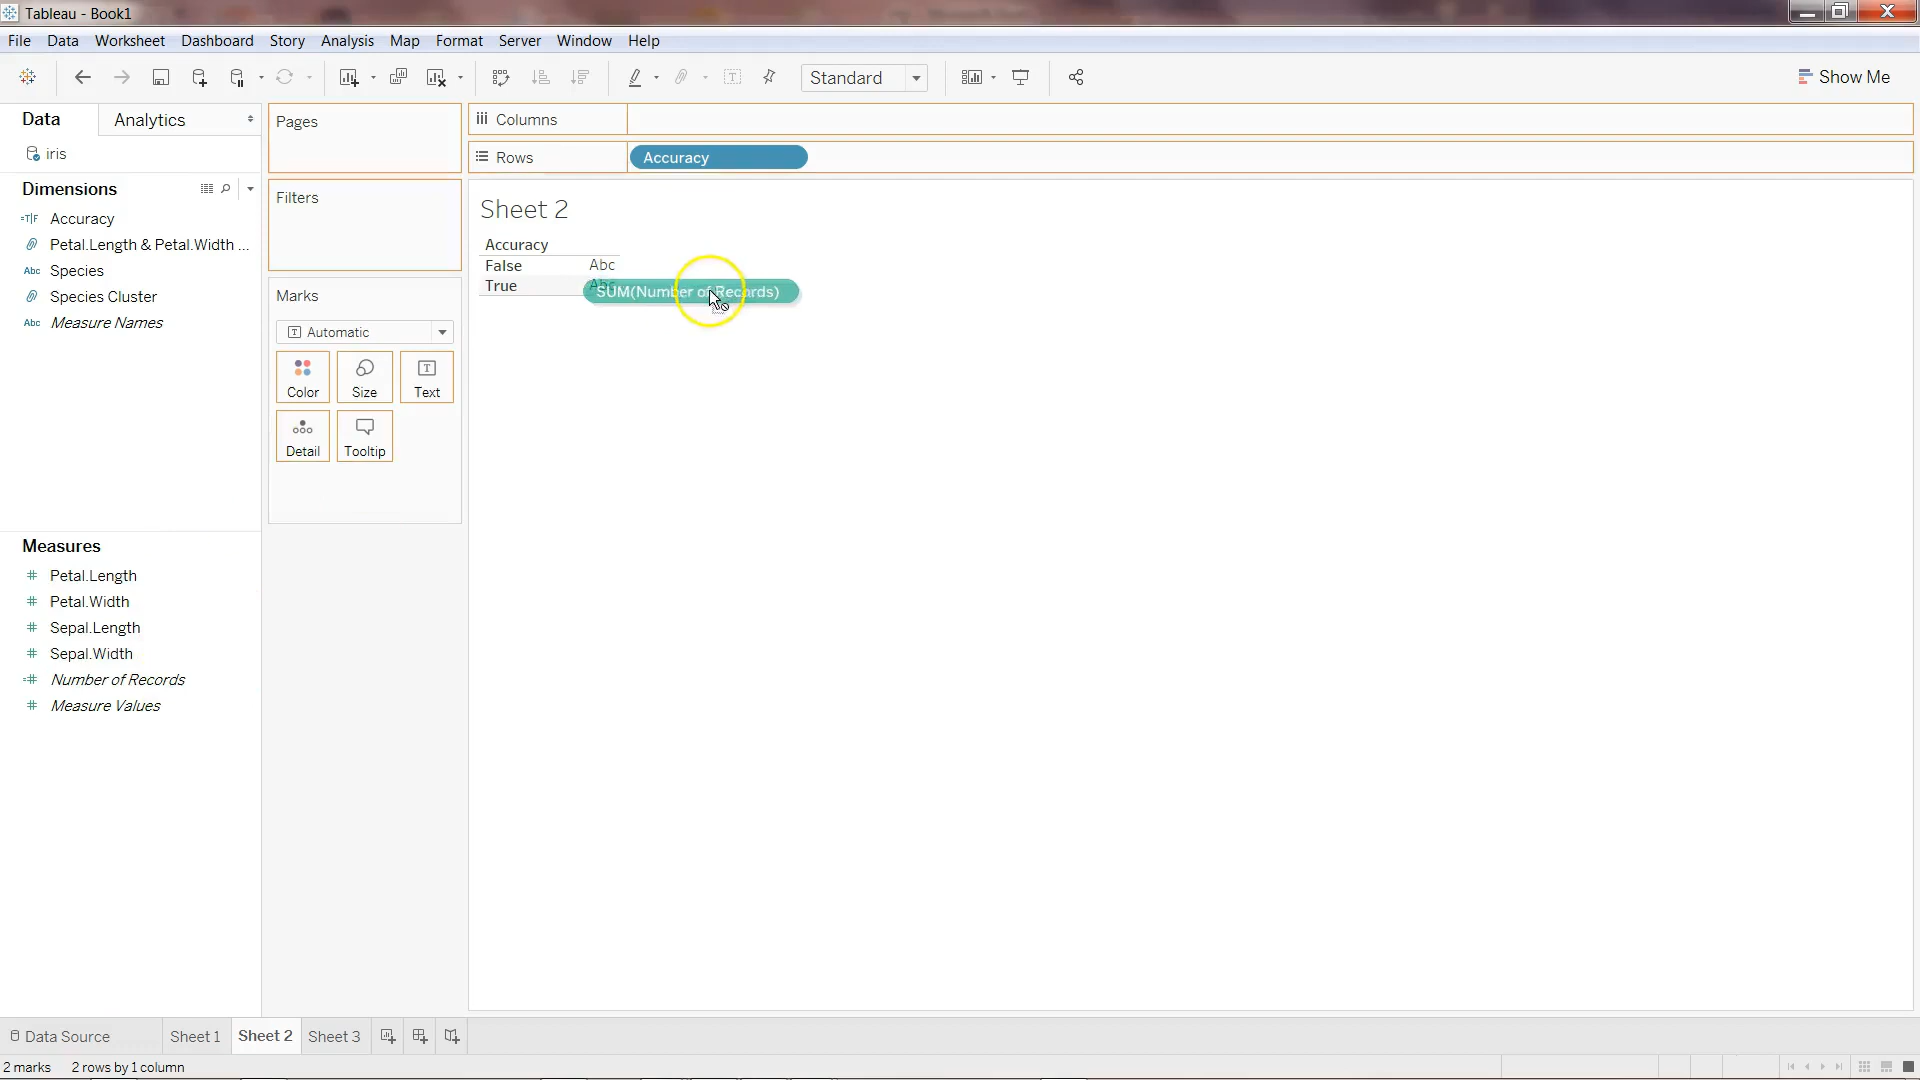 Tableau - Book1
File Data Worksheet Dashboard Story Analysis Map Format Server Window Help
Standard
Show Me
Data Analytics
iris
Dimensions
Accuracy
Petal.Length & Petal.Width ...
Species
Species Cluster
Measure Names
Measures
Petal.Length
Petal.Width
Sepal.Length
Sepal.Width
Number of Records
Measure Values
Pages
Filters
Marks
Automatic
Color Size Text
Detail Tooltip
Columns
Rows Accuracy
Sheet 2
Accuracy
False Abc
True Abc
SUM(Number of Records)
Data Source Sheet 1 Sheet 2 Sheet 3
2 marks 2 rows by 1 column